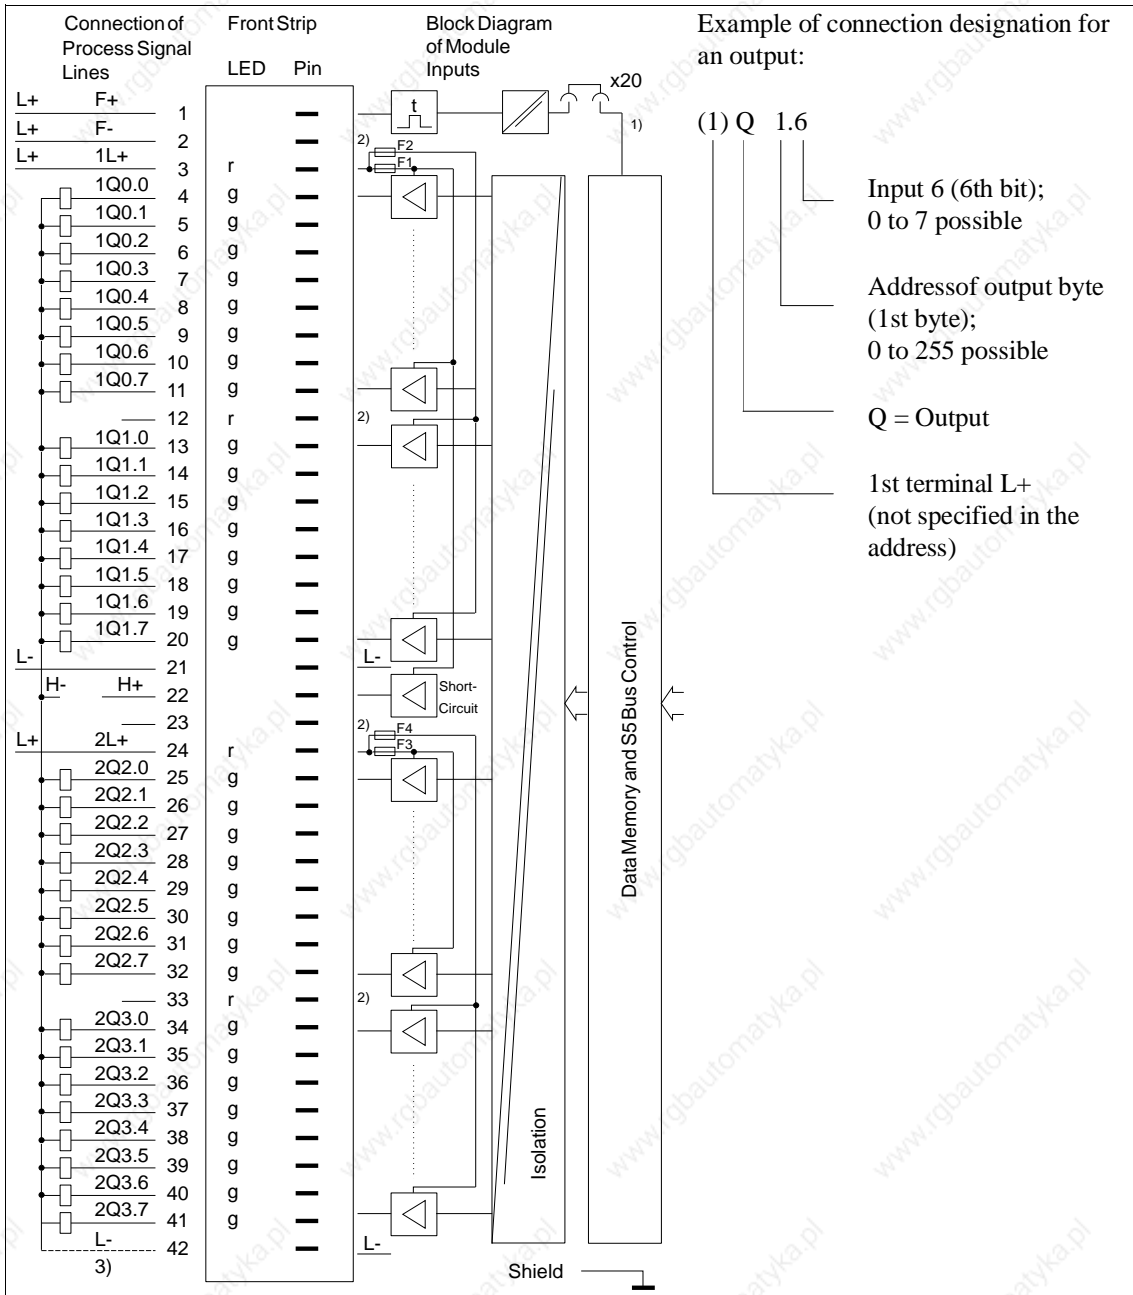 Connection of
Process Signal
Lines
Front Strip
LED Pin
Block Diagram
of Module
Inputs
Example of connection designation for
an output:
L+ F+ 1
t
x20
1)
L+ F- 2
2) F2
L+ 1L+ 3 r
F1
1Q0.0 4 g
1Q0.1 5 g
1Q0.2 6 g
1Q0.3 7 g
1Q0.4 8 g
1Q0.5 9 g
1Q0.6 10 g
1Q0.7 11 g
12 r 2)
1Q1.0 13 g
1Q1.1 14 g
1Q1.2 15 g
1Q1.3 16 g
1Q1.4 17 g
1Q1.5 18 g
1Q1.6 19 g
1Q1.7 20 g
L- 21 L-
H- H+ 22
Short-
Circuit
23
2) F4
L+ 2L+ 24 r
F3
2Q2.0 25 g
2Q2.1 26 g
2Q2.2 27 g
2Q2.3 28 g
2Q2.4 29 g
2Q2.5 30 g
2Q2.6 31 g
2Q2.7 32 g
33 r 2)
2Q3.0 34 g
2Q3.1 35 g
2Q3.2 36 g
2Q3.3 37 g
2Q3.4 38 g
2Q3.5 39 g
2Q3.6 40 g
2Q3.7 41 g
L- 42 L-
3)
Isolation
Data Memory and S5 Bus Control
Shield
(1) Q 1.6
Input 6 (6th bit);
0 to 7 possible
Addressof output byte
(1st byte);
0 to 255 possible
Q = Output
1st terminal L+
(not specified in the
address)
www.rgbautomatyka.pl